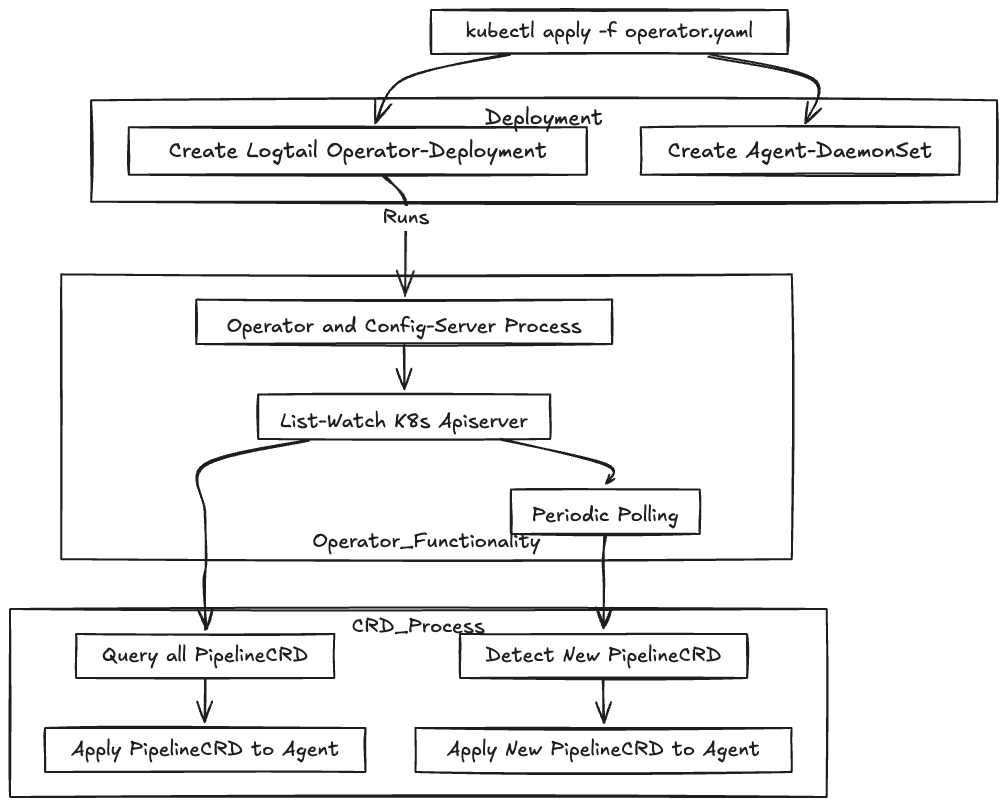 kubectl apply -f operator.yaml
Deployment
Create Logtail Operator-Deployment
Create Agent-DaemonSet
Runs
Operator and Config-Server Process
List-Watch K8s Apiserver
Periodic Polling
Operator_Functionality
CRD_Process
Query all PipelineCRD
Detect New PipelineCRD
Apply PipelineCRD to Agent
Apply New PipelineCRD to Agent